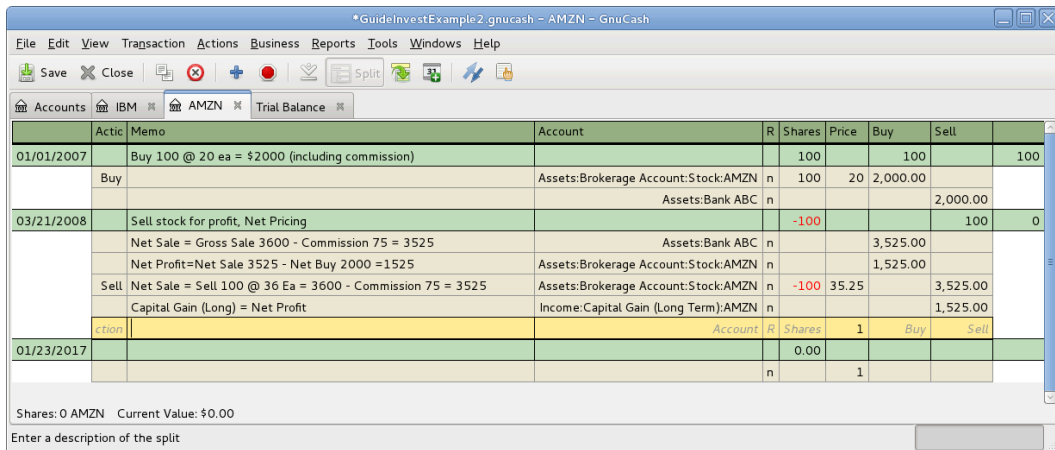 *GuideInvestExample2.gnucash - AMZN - GnuCash
File Edit View Transaction Actions Business Reports Tools Windows Help
Save Close Split
Accounts IBM AMZN Trial Balance
Actic Memo Account R Shares Price Buy Sell
01/01/2007 Buy 100 @ 20 ea = $2000 (including commission) 100 100 100
Buy Assets:Brokerage Account:Stock:AMZN n 100 20 2,000.00
Assets:Bank ABC n 2,000.00
03/21/2008 Sell stock for profit, Net Pricing -100 100 0
Net Sale = Gross Sale 3600 - Commission 75 = 3525 Assets:Bank ABC n 3,525.00
Net Profit=Net Sale 3525 - Net Buy 2000 =1525 Assets:Brokerage Account:Stock:AMZN n 1,525.00
Sell Net Sale = Sell 100 @ 36 Ea = 3600 - Commission 75 = 3525 Assets:Brokerage Account:Stock:AMZN n -100 35.25 3,525.00
Capital Gain (Long) = Net Profit Income:Capital Gain (Long Term):AMZN n 1,525.00
ction Account R Shares 1 Buy Sell
01/23/2017 0.00
n 1
Shares: 0 AMZN Current Value: $0.00
Enter a description of the split